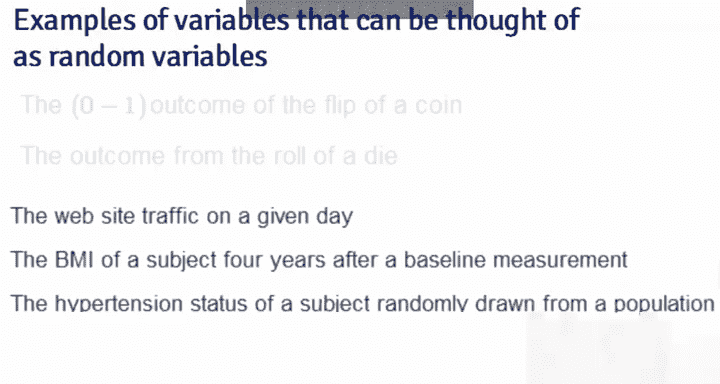 Examples of variables that can be thought of
as random variables
The (0 − 1) outcome of the flip of a coin
The outcome from the roll of a die
The web site traffic on a given day
The BMI of a subject four years after a baseline measurement
The hypertension status of a subject randomly drawn from a population